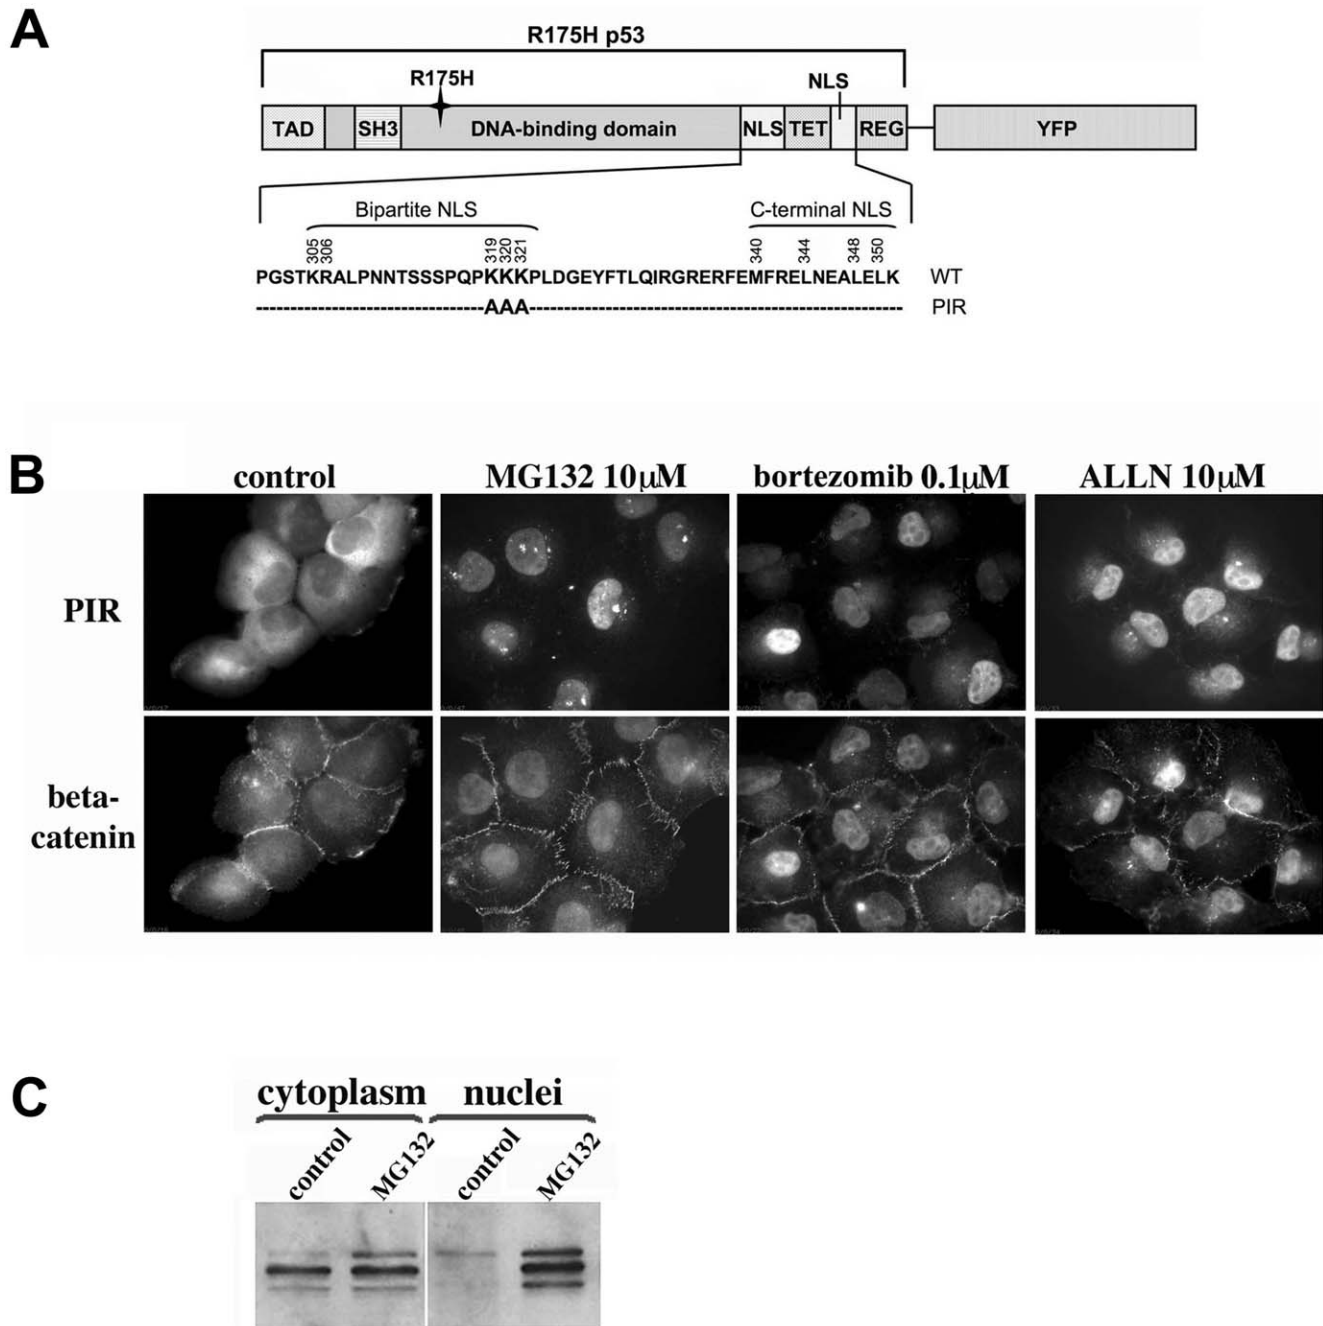 A
R175H p53
R175H
NLS
TAD
SH3
DNA-binding domain
NLS
TET
REG
YFP
Bipartite NLS
C-terminal NLS
305
306
319
320
321
340
344
348
350
PGSTKRALPNNTSSSPQPKKKPLDGEYFTLQIRGRERFEMFRELNEALELK WT
------------------AAA------------------------------ PIR
B
control
MG132 10µM
bortezomib 0.1µM
ALLN 10µM
PIR
beta-
catenin
C
cytoplasm
nuclei
control
MG132
control
MG132